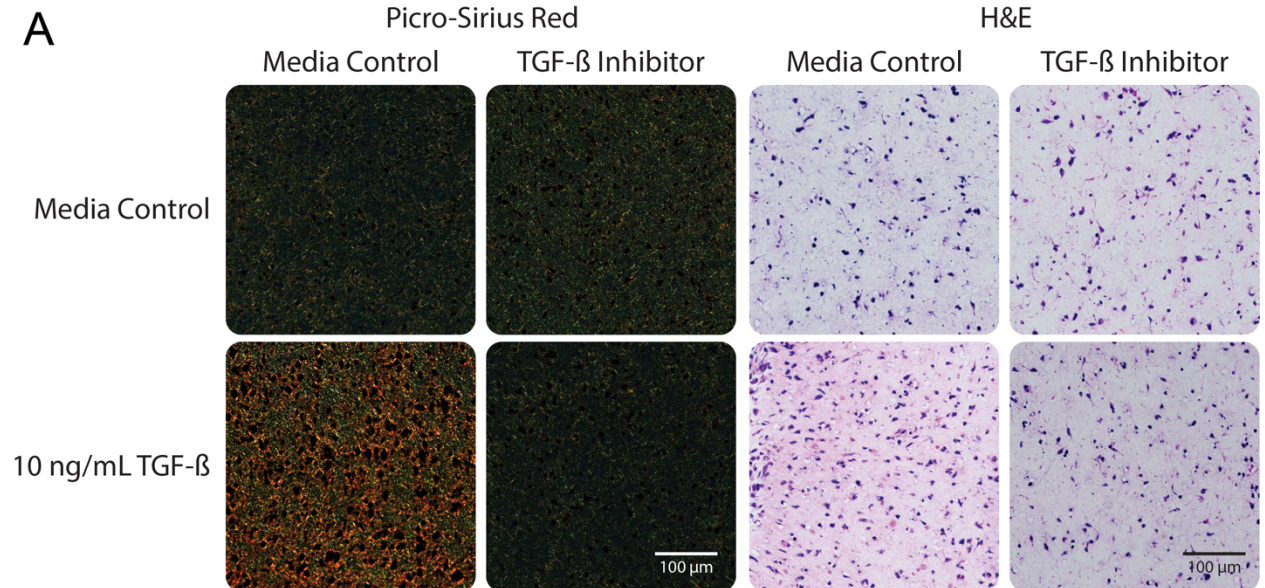 A
Picro-Sirius Red H&E
Media Control TGF-ß Inhibitor Media Control TGF-ß Inhibitor
Media Control
10 ng/mL TGF-ß
100 µm 100 µm